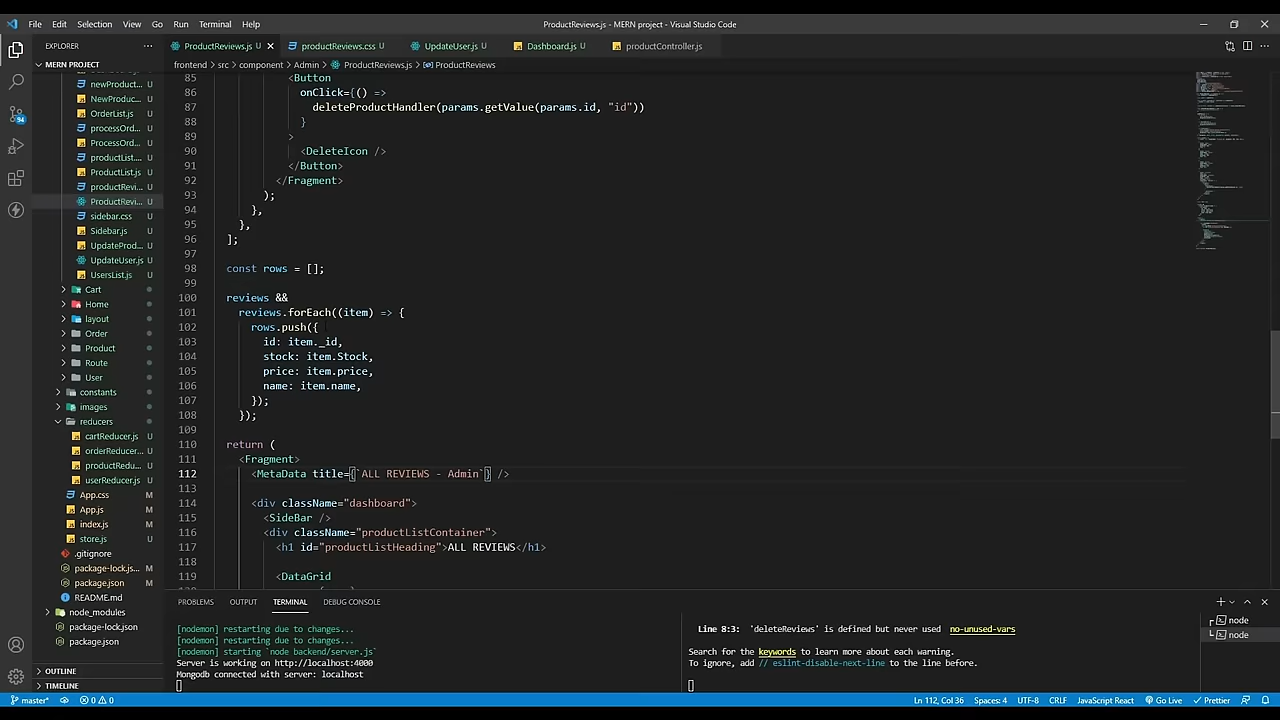 File Edit Selection View Go Run Terminal Help
ProductReviews.js - MERN project - Visual Studio Code
EXPLORER
ProductReviews.js U
productReviews.css U
UpdateUser.js U
Dashboard.js U
productController.js
MERN PROJECT
frontend > src > component > Admin > ProductReviews.js > ProductReviews
newProduct... U
NewProduc... U
OrderList.js U
processOrd... U
ProcessOrd... U
productList.... U
ProductList.js U
productRevi... U
ProductRevi... U
sidebar.css U
Sidebar.js U
UpdateProd... U
UpdateUser.js U
UsersList.js U
Cart
Home
layout
Order
Product
Route
User
constants
images
reducers
cartReducer.js U
orderReducer... U
productRedu... U
userReducer.js U
App.css M
App.js M
index.js M
store.js U
.gitignore
package-lock.js... M
package.json M
README.md
node_modules
package-lock.json
package.json
OUTLINE
TIMELINE
85 <Button
86 onClick={() =>
87 deleteProductHandler(params.getValue(params.id, "id"))
88 }
89 >
90 <DeleteIcon />
91 </Button>
92 </Fragment>
93 );
94 },
95 },
96 ];
97
98 const rows = [];
99
100 reviews &&
101 reviews.forEach((item) => {
102 rows.push({
103 id: item._id,
104 stock: item.Stock,
105 price: item.price,
106 name: item.name,
107 });
108 });
109
110 return (
111 <Fragment>
112 <MetaData title={`ALL REVIEWS - Admin`} />
113
114 <div className="dashboard">
115 <SideBar />
116 <div className="productListContainer">
117 <h1 id="productListHeading">ALL REVIEWS</h1>
118
119 <DataGrid
PROBLEMS OUTPUT TERMINAL DEBUG CONSOLE
[nodemon] restarting due to changes...
[nodemon] restarting due to changes...
[nodemon] starting `node backend/server.js`
Server is working on http://localhost:4000
Mongodb connected with server: localhost
Line 8:3: 'deleteReviews' is defined but never used no-unused-vars
Search for the keywords to learn more about each warning.
To ignore, add // eslint-disable-next-line to the line before.
node
node
94
master* 0 0 Ln 112, Col 36 Spaces: 4 UTF-8 CRLF JavaScript React Go Live Prettier